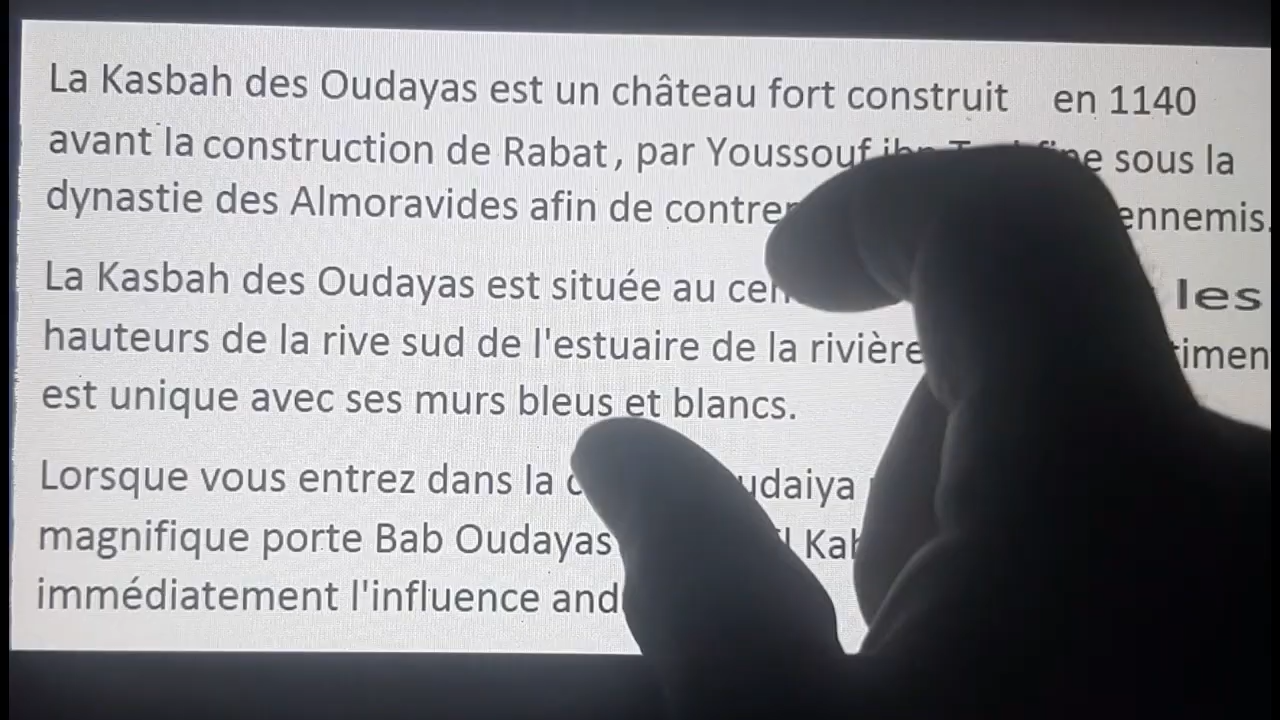 La Kasbah des Oudayas est un château fort construit en 1140
avant la construction de Rabat, par Youssouf sous la
dynastie des Almoravides afin de ennemis.
La Kasbah des Oudayas est située au les
hauteurs de la rive sud de l'estuaire de la rivière
est unique avec ses murs bleus et blancs.
Lorsque vous entrez dans la
magnifique porte Bab Oudayas
immédiatement l'influence